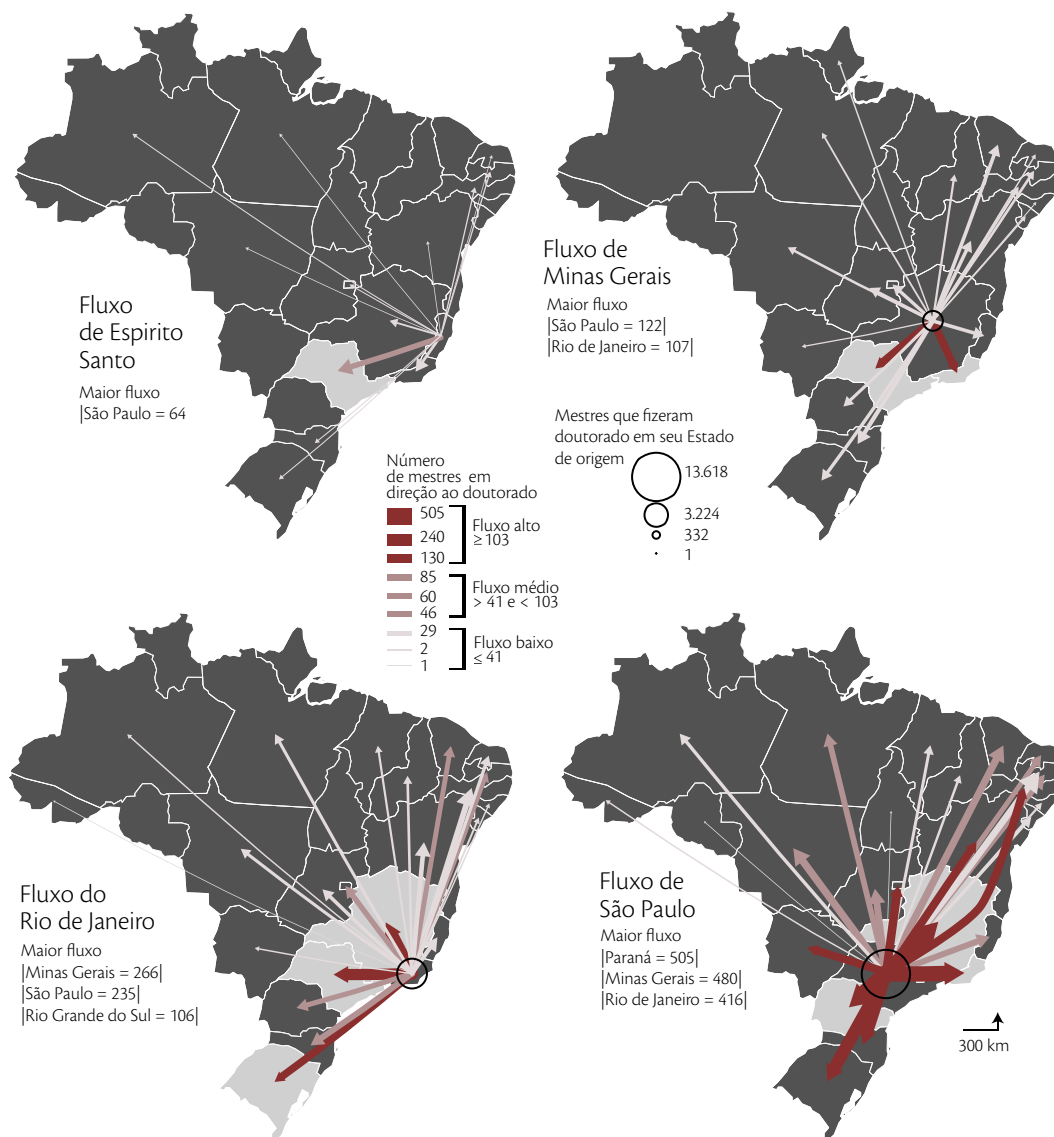 Fluxo
de Espirito
Santo
Maior fluxo
|São Paulo = 64
Fluxo de
Minas Gerais
Maior fluxo
|São Paulo = 122|
|Rio de Janeiro = 107|
Mestres que fizeram
doutorado em seu Estado
de origem
13.618
3.224
332
1
Número
de mestres em
direção ao doutorado
505
240
130
Fluxo alto
≥ 103
85
60
46
Fluxo médio
> 41 e < 103
29
2
1
Fluxo baixo
≤ 41
Fluxo do
Rio de Janeiro
Maior fluxo
|Minas Gerais = 266|
|São Paulo = 235|
|Rio Grande do Sul = 106|
Fluxo de
São Paulo
Maior fluxo
|Paraná = 505|
|Minas Gerais = 480|
|Rio de Janeiro = 416|
300 km